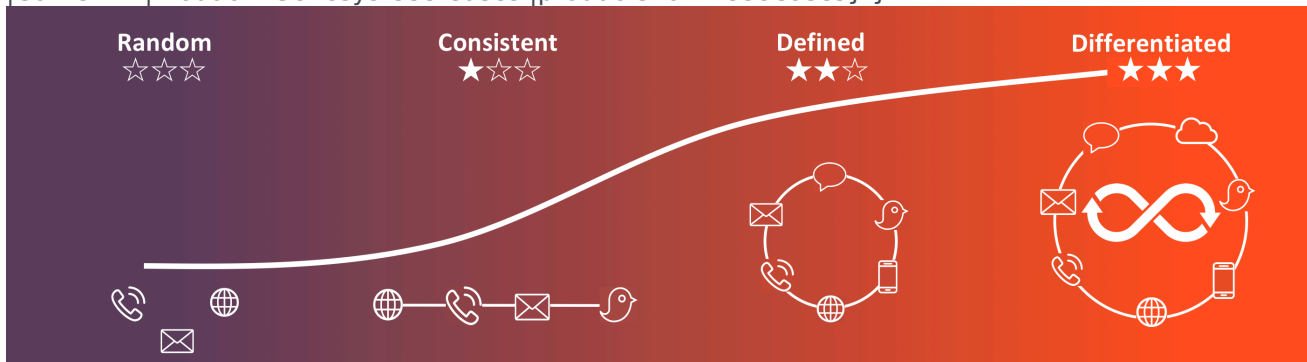 Random
☆☆☆
Consistent
★☆☆
Defined
★★☆
Differentiated
★★★